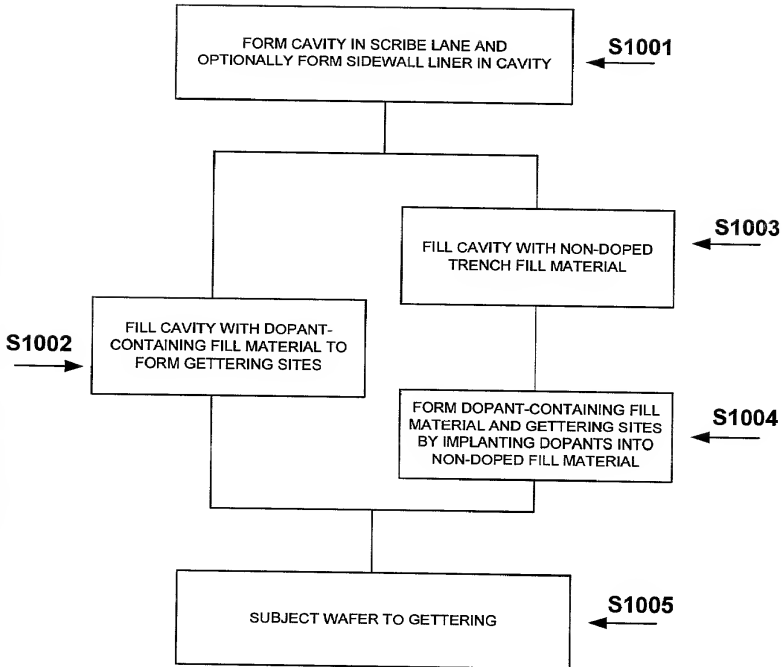 FORM CAVITY IN SCRIBE LANE AND
OPTIONALLY FORM SIDEWALL LINER IN CAVITY
S1001
FILL CAVITY WITH NON-DOPED
TRENCH FILL MATERIAL
S1003
S1002
FILL CAVITY WITH DOPANT-
CONTAINING FILL MATERIAL TO
FORM GETTERING SITES
FORM DOPANT-CONTAINING FILL
MATERIAL AND GETTERING SITES
BY IMPLANTING DOPANTS INTO
NON-DOPED FILL MATERIAL
S1004
SUBJECT WAFER TO GETTERING
S1005